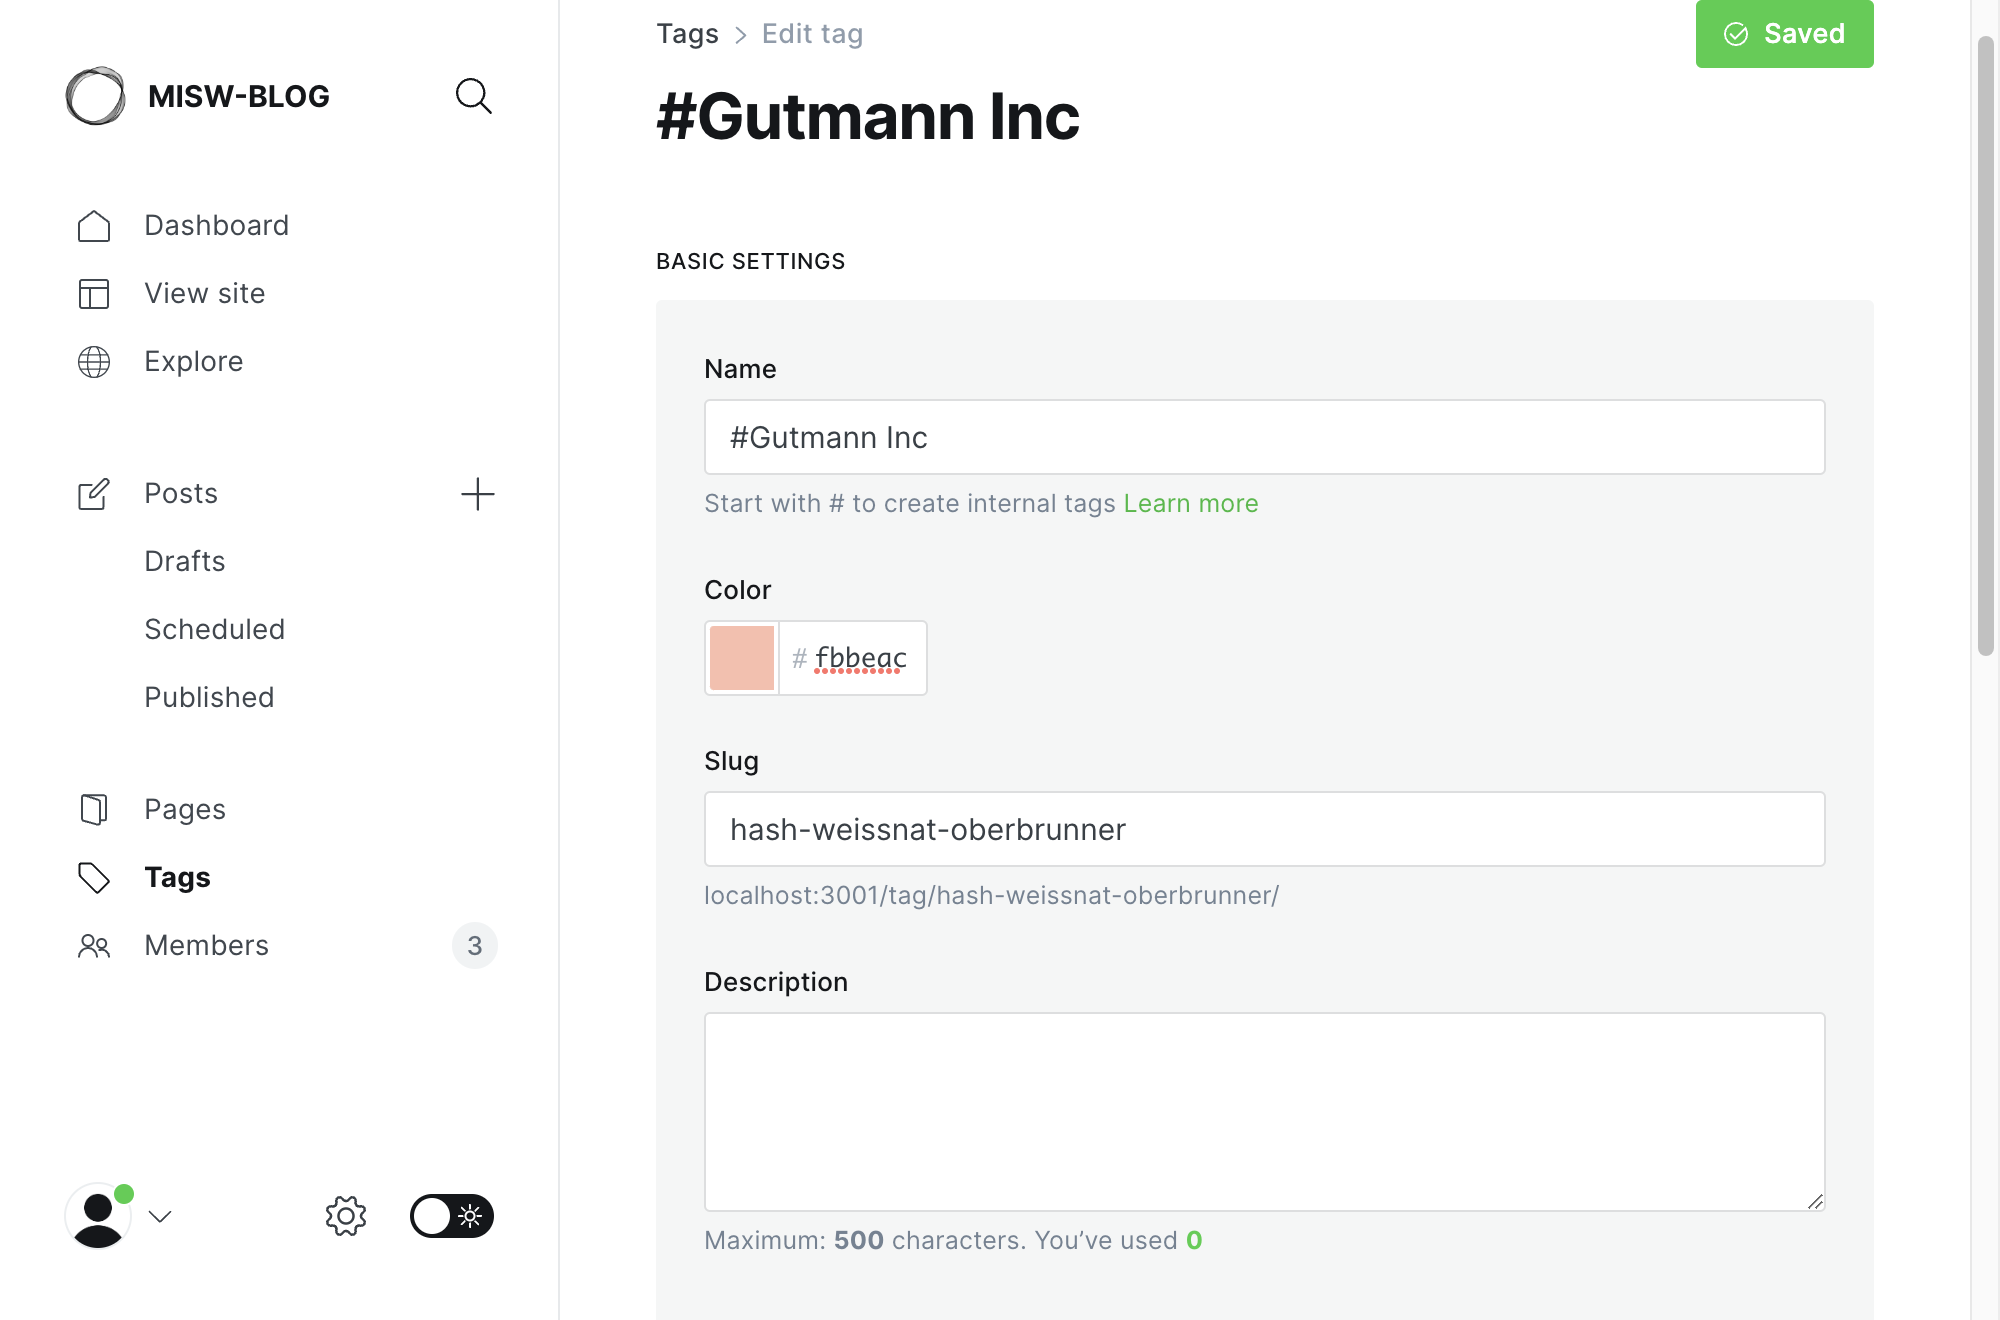 MISW-BLOG
Dashboard
View site
Explore
Posts
Drafts
Scheduled
Published
Pages
Tags
Members 3
Tags > Edit tag
Saved
#Gutmann Inc
BASIC SETTINGS
Name
#Gutmann Inc
Start with # to create internal tags Learn more
Color
# fbbeac
Slug
hash-weissnat-oberbrunner
localhost:3001/tag/hash-weissnat-oberbrunner/
Description
Maximum: 500 characters. You’ve used 0